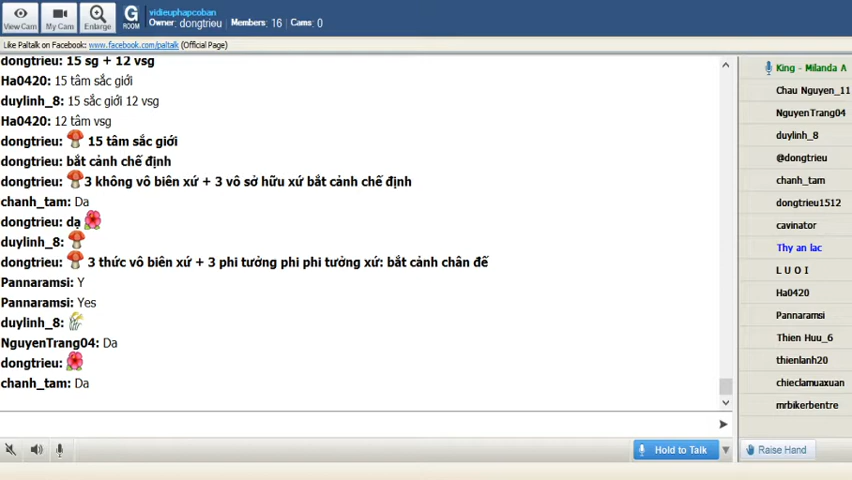 vidieuphapcoban
Owner: dongtrieu Members: 16 Cams: 0
View Cam
My Cam
Enlarge
G
ROOM
Like Paltalk on Facebook: www.facebook.com/paltalk (Official Page)
dongtrieu: 15 sg + 12 vsg
Ha0420: 15 tâm sắc giới
duylinh_8: 15 sắc giới 12 vsg
Ha0420: 12 tâm vsg
dongtrieu: 15 tâm sắc giới
dongtrieu: bắt cảnh chế định
dongtrieu: 3 không vô biên xứ + 3 vô sở hữu xứ bắt cảnh chế định
chanh_tam: Da
dongtrieu: dạ
duylinh_8:
dongtrieu: 3 thức vô biên xứ + 3 phi tưởng phi phi tưởng xứ: bắt cảnh chân đế
Pannaramsi: Y
Pannaramsi: Yes
duylinh_8:
NguyenTrang04: Da
dongtrieu:
chanh_tam: Da
Hold to Talk
King - Milanda A
Chau Nguyen_11
NguyenTrang04
duylinh_8
@dongtrieu
chanh_tam
dongtrieu1512
cavinator
Thy an lac
L U O I
Ha0420
Pannaramsi
Thien Huu_6
thienlanh20
chieclamuaxuan
mrbikerbentre
Raise Hand